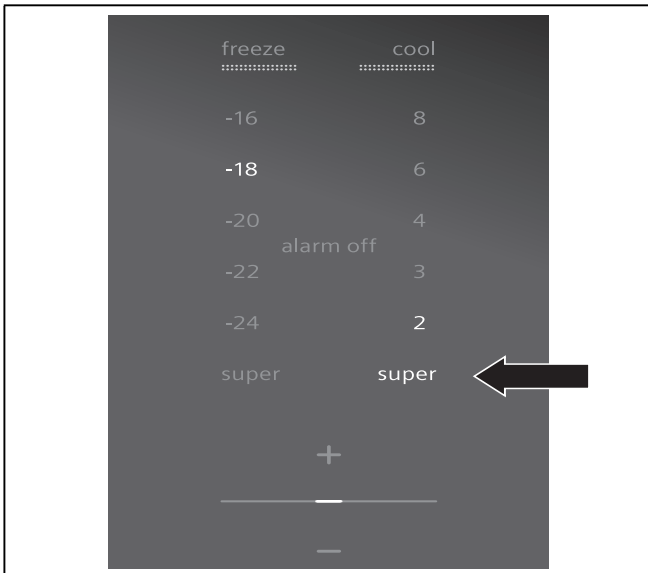 freeze cool
-16 8
-18 6
-20 4
alarm off
-22 3
-24 2
super super
+
–